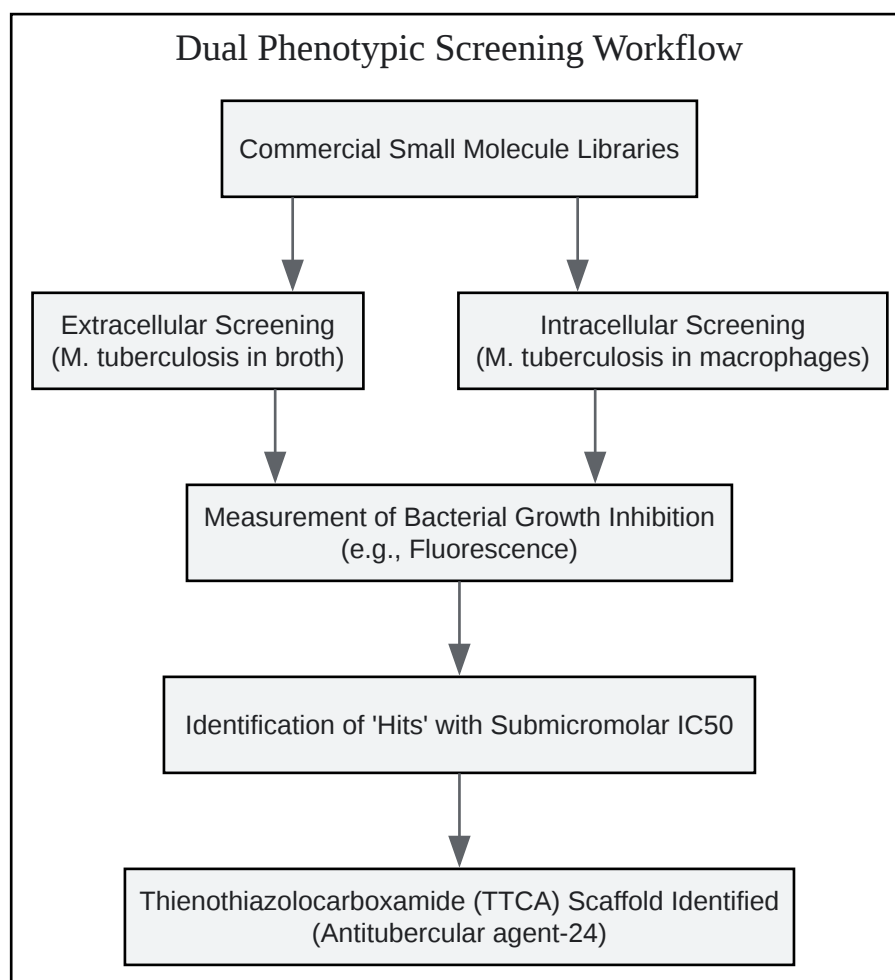 Dual Phenotypic Screening Workflow
Commercial Small Molecule Libraries
Extracellular Screening
(M. tuberculosis in broth)
Intracellular Screening
(M. tuberculosis in macrophages)
Measurement of Bacterial Growth Inhibition
(e.g., Fluorescence)
Identification of 'Hits' with Submicromolar IC50
Thienothiazolocarboxamide (TTCA) Scaffold Identified
(Antitubercular agent-24)